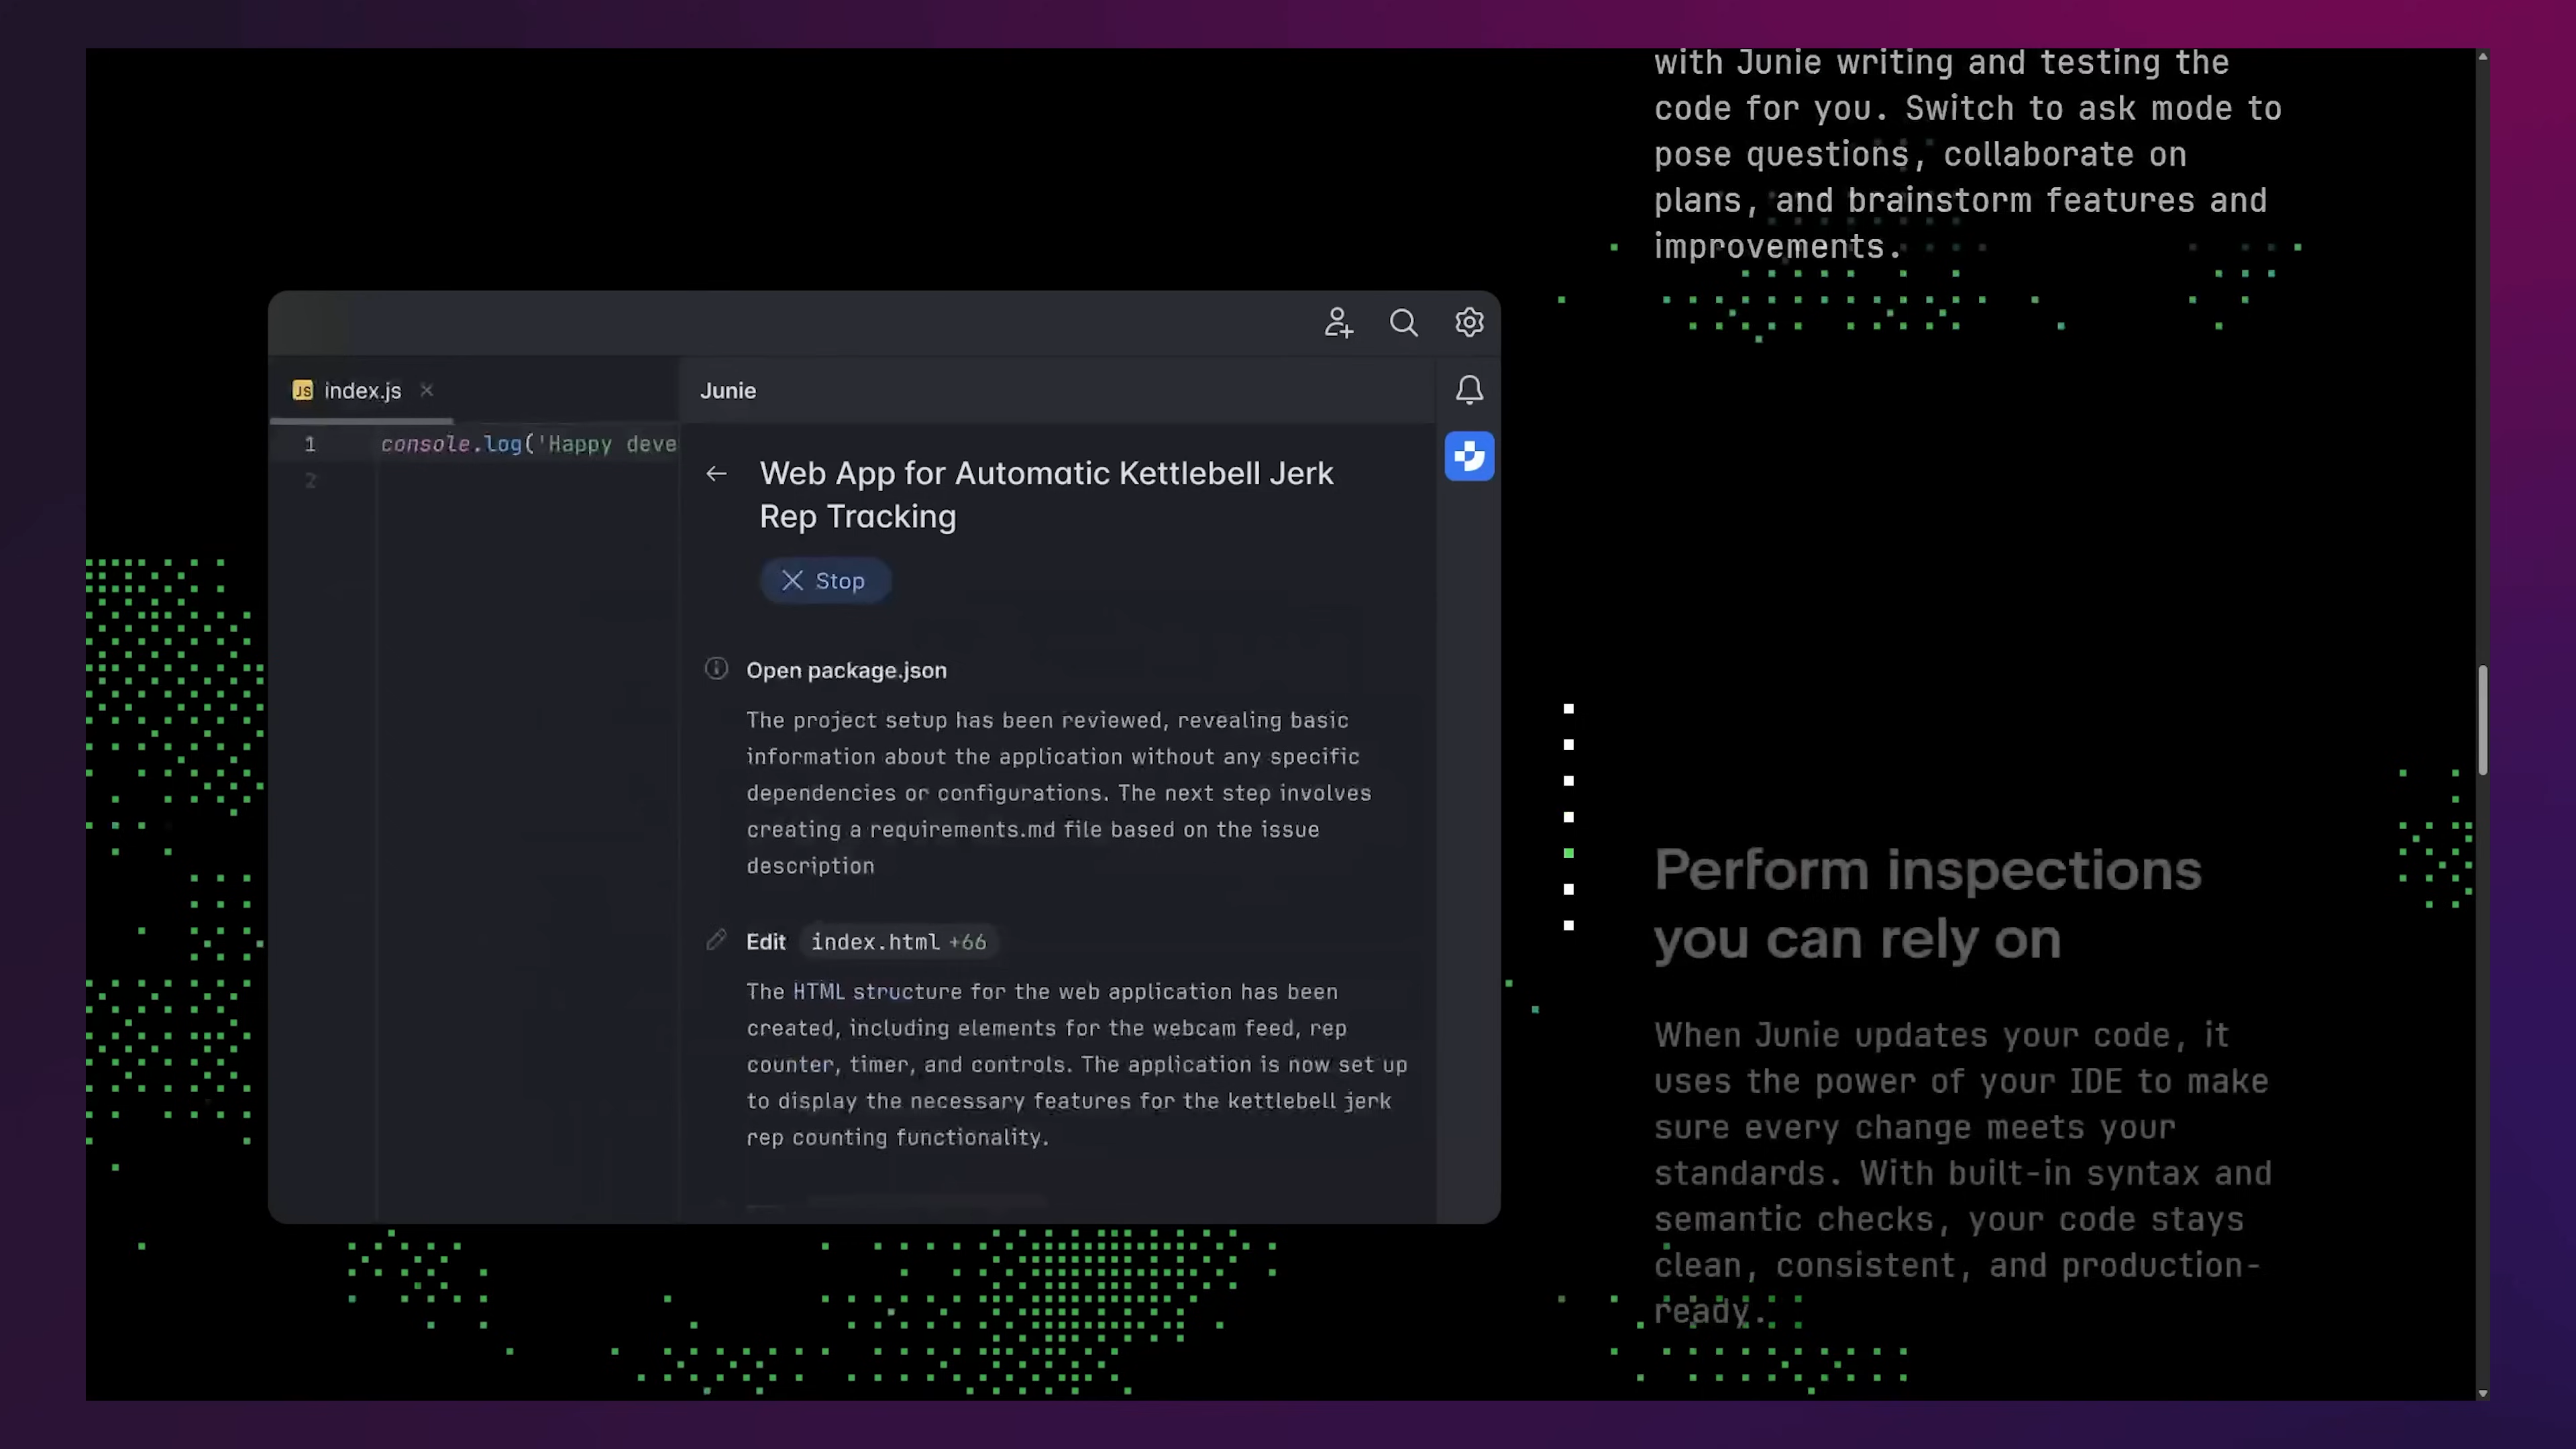 with Junie writing and testing the
code for you. Switch to ask mode to
pose questions, collaborate on
plans, and brainstorm features and
improvements.
JS index.js
Junie
1 console.log('Happy deve
2
Web App for Automatic Kettlebell Jerk
Rep Tracking
Stop
Open package.json
The project setup has been reviewed, revealing basic
information about the application without any specific
dependencies or configurations. The next step involves
creating a requirements.md file based on the issue
description
Edit index.html +66
The HTML structure for the web application has been
created, including elements for the webcam feed, rep
counter, timer, and controls. The application is now set up
to display the necessary features for the kettlebell jerk
rep counting functionality.
Perform inspections
you can rely on
When Junie updates your code, it
uses the power of your IDE to make
sure every change meets your
standards. With built-in syntax and
semantic checks, your code stays
clean, consistent, and production-
ready.